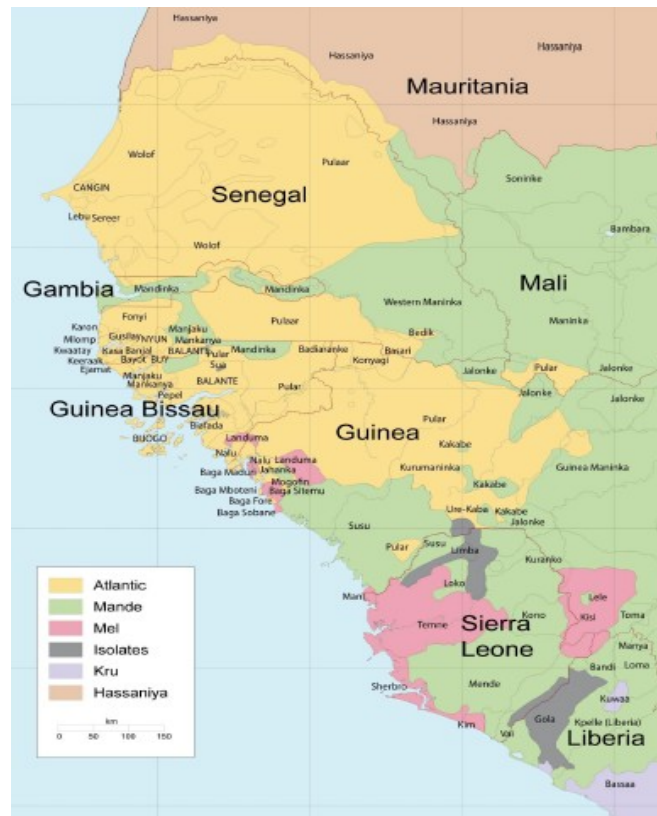 Hassaniya
Hassaniya
Hassaniya
Mauritania
Hassaniya
Wolof
Pulaar
Soninke
CANGIN
Senegal
Bambara
Lebu Sereer
Wolof
Gambia
Mandinka
Mandinka
Mali
Western Maninka
Fonyi
Pulaar
Maninka
Karon
Manjaku
Mlomp
Gusilay
NYUN
Mankanya
Bedik
Kwaatay
Kasa
Banjal
BALANTE
Pular
Mandinka
Badiaranke
Basari
Keeraak
Bayot
BUY
Sua
Konyagi
Ejamat
Manjaku
Mankanya
BALANTE
Pular
Jalonke
Pular
Jalonke
Pepel
Jalonke
Jalonke
Guinea Bissau
Biafada
Pular
Guinea
BIJOGO
Landuma
Kakabe
Nalu
Nalu
Landuma
Kurumaninka
Guinea Maninka
Baga Maduri
Jahanka
Mogofin
Kakabe
Baga Mboteni
Baga Sitemu
Baga Fore
Ure-Kaba
Kakabe
Baga Sobane
Jalonke
Susu
Susu
Limba
Pular
Kuranko
Loko
Mani
Lele
Temne
Kono
Kisi
Toma
Sierra
Leone
Manya
Bandi
Loma
Sherbro
Mende
Kuwaa
Kim
Vaii
Gola
Kpelle (Liberia)
Liberia
Bassaa
Atlantic
Mande
Mel
Isolates
Kru
Hassaniya
km
0 50 100 150